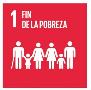 1 FIN
DE LA POBREZA